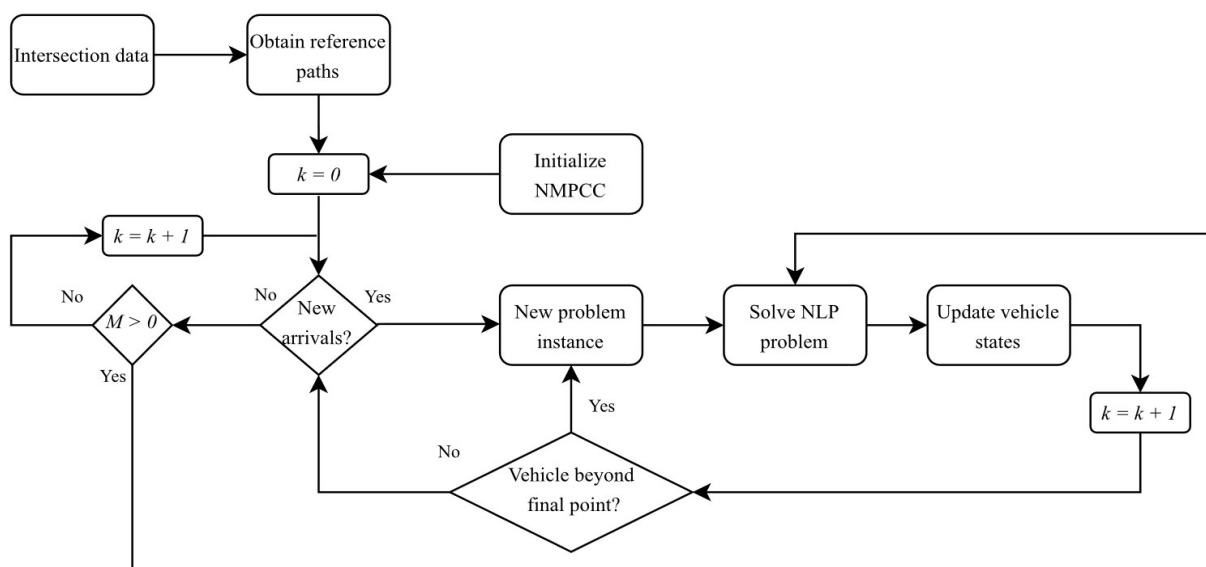 Intersection data
Obtain reference
paths
k = 0
Initialize
NMPCC
k = k + 1
No
M > 0
Yes
No
New
arrivals?
Yes
New problem
instance
Solve NLP
problem
Update vehicle
states
k = k + 1
Yes
No
Vehicle beyond
final point?